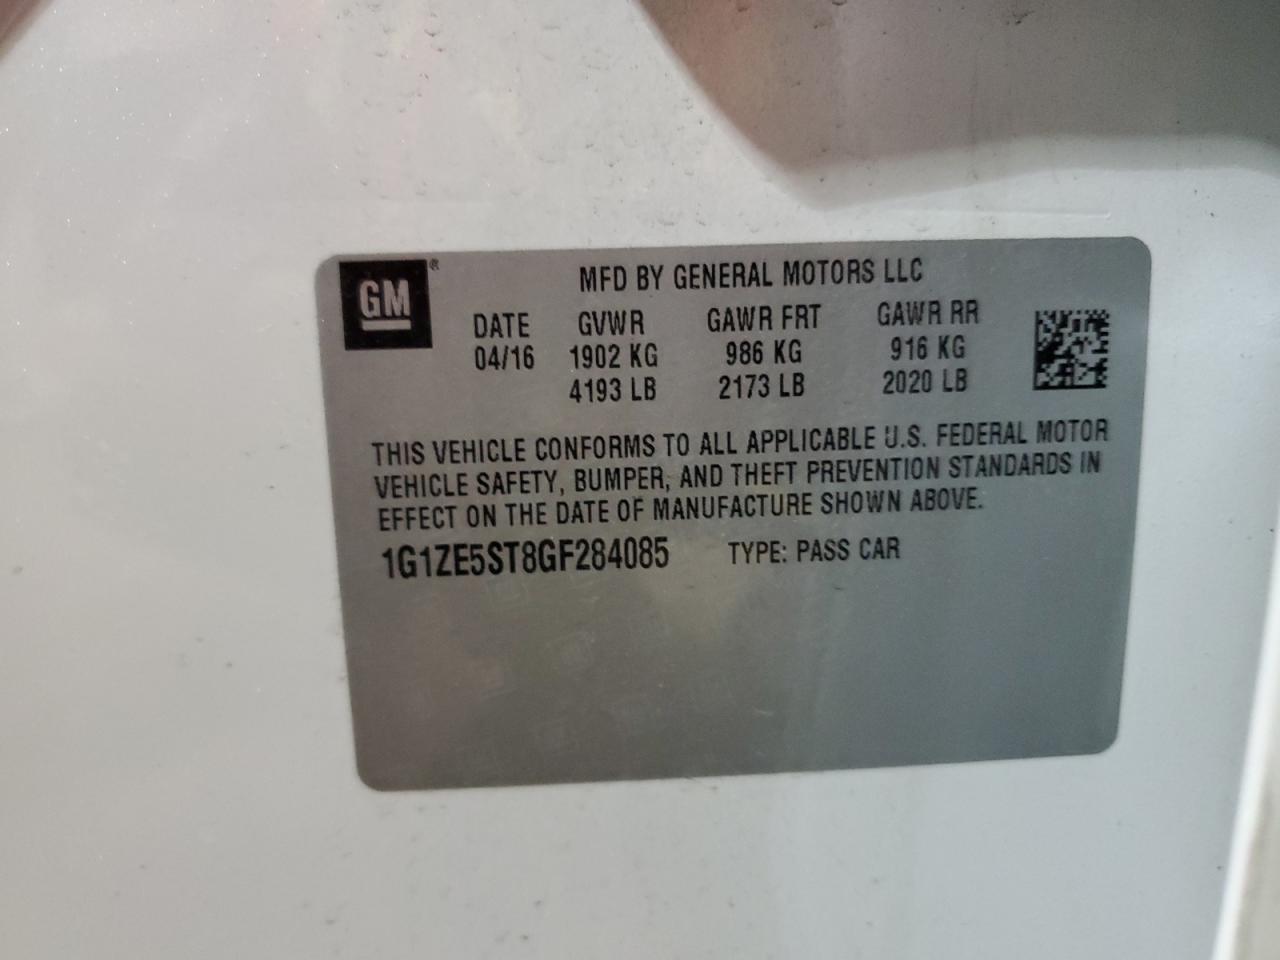 GM®
MFD BY GENERAL MOTORS LLC
DATE GVWR GAWR FRT GAWR RR
04/16 1902 KG 986 KG 916 KG
4193 LB 2173 LB 2020 LB
THIS VEHICLE CONFORMS TO ALL APPLICABLE U.S. FEDERAL MOTOR
VEHICLE SAFETY, BUMPER, AND THEFT PREVENTION STANDARDS IN
EFFECT ON THE DATE OF MANUFACTURE SHOWN ABOVE.
1G1ZE5ST8GF284085 TYPE: PASS CAR